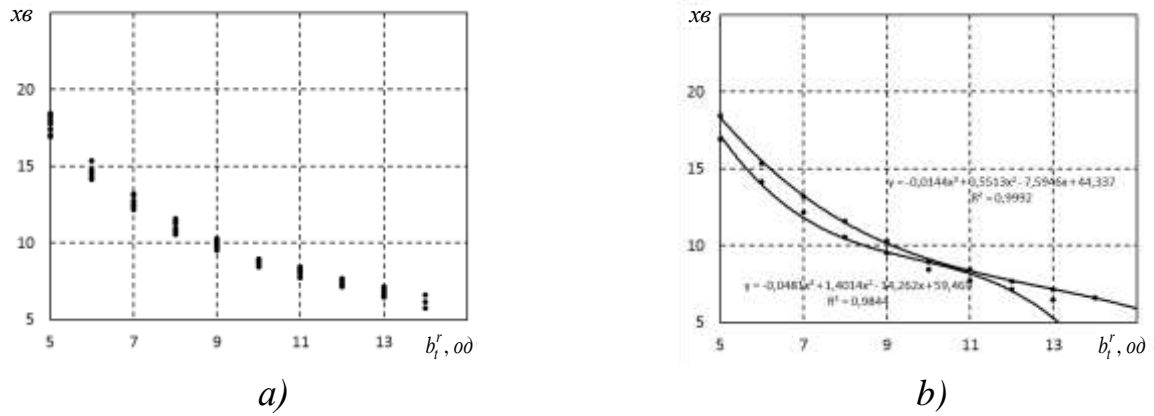 хв
20
15
10
5
5 7 9 11 13
b_t^r, од
a)
хв
20
15
10
5
y = -0,0144x³ + 0,5513x² - 7,5946x + 44,337
R² = 0,9992
y = -0,0481x³ + 1,4014x² - 14,262x + 59,46
R² = 0,9844
5 7 9 11 13
b_t^r, од
b)